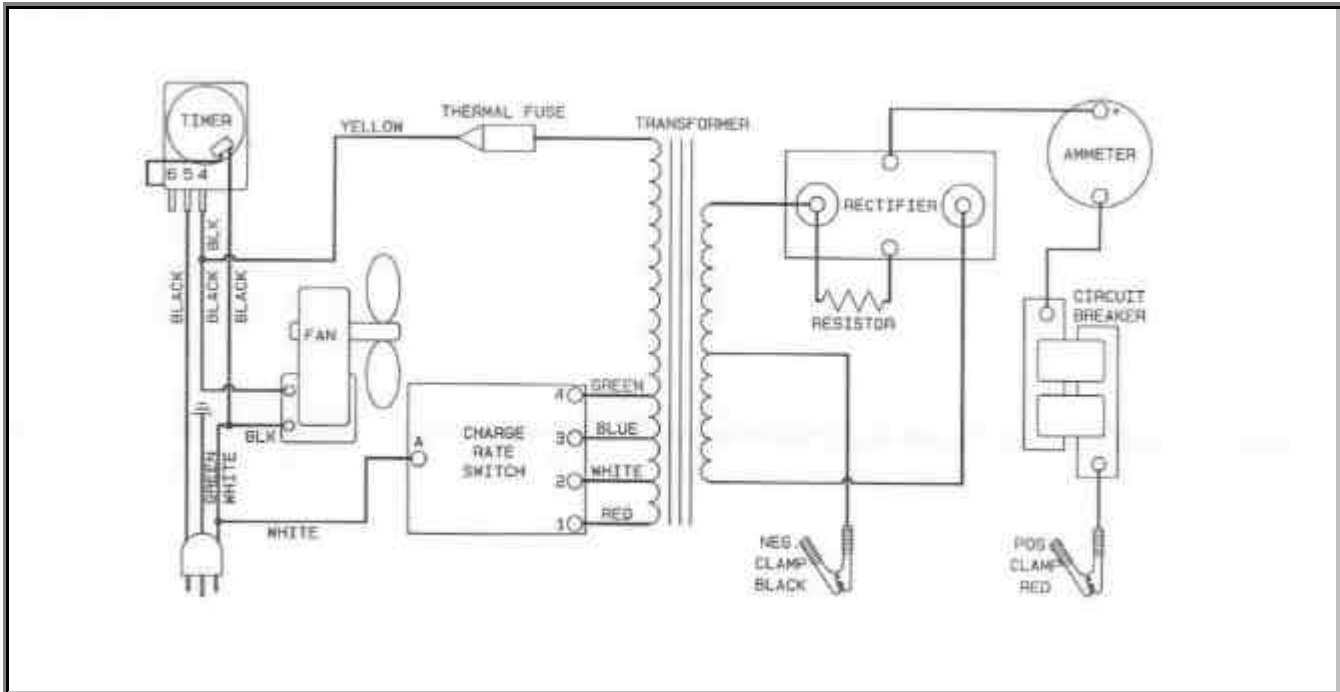 THERMAL FUSE
TIMER
YELLOW
TRANSFORMER
+
AMMETER
6 5 4
RECTIFIER
BLK
BLACK
BLACK
BLACK
RESISTOR
CIRCUIT
BREAKER
FAN
4
GREEN
3
BLUE
2
WHITE
1
RED
A
CHARGE
RATE
SWITCH
BLK
GREEN
WHITE
WHITE
NEG.
CLAMP
BLACK
POS
CLAMP
RED